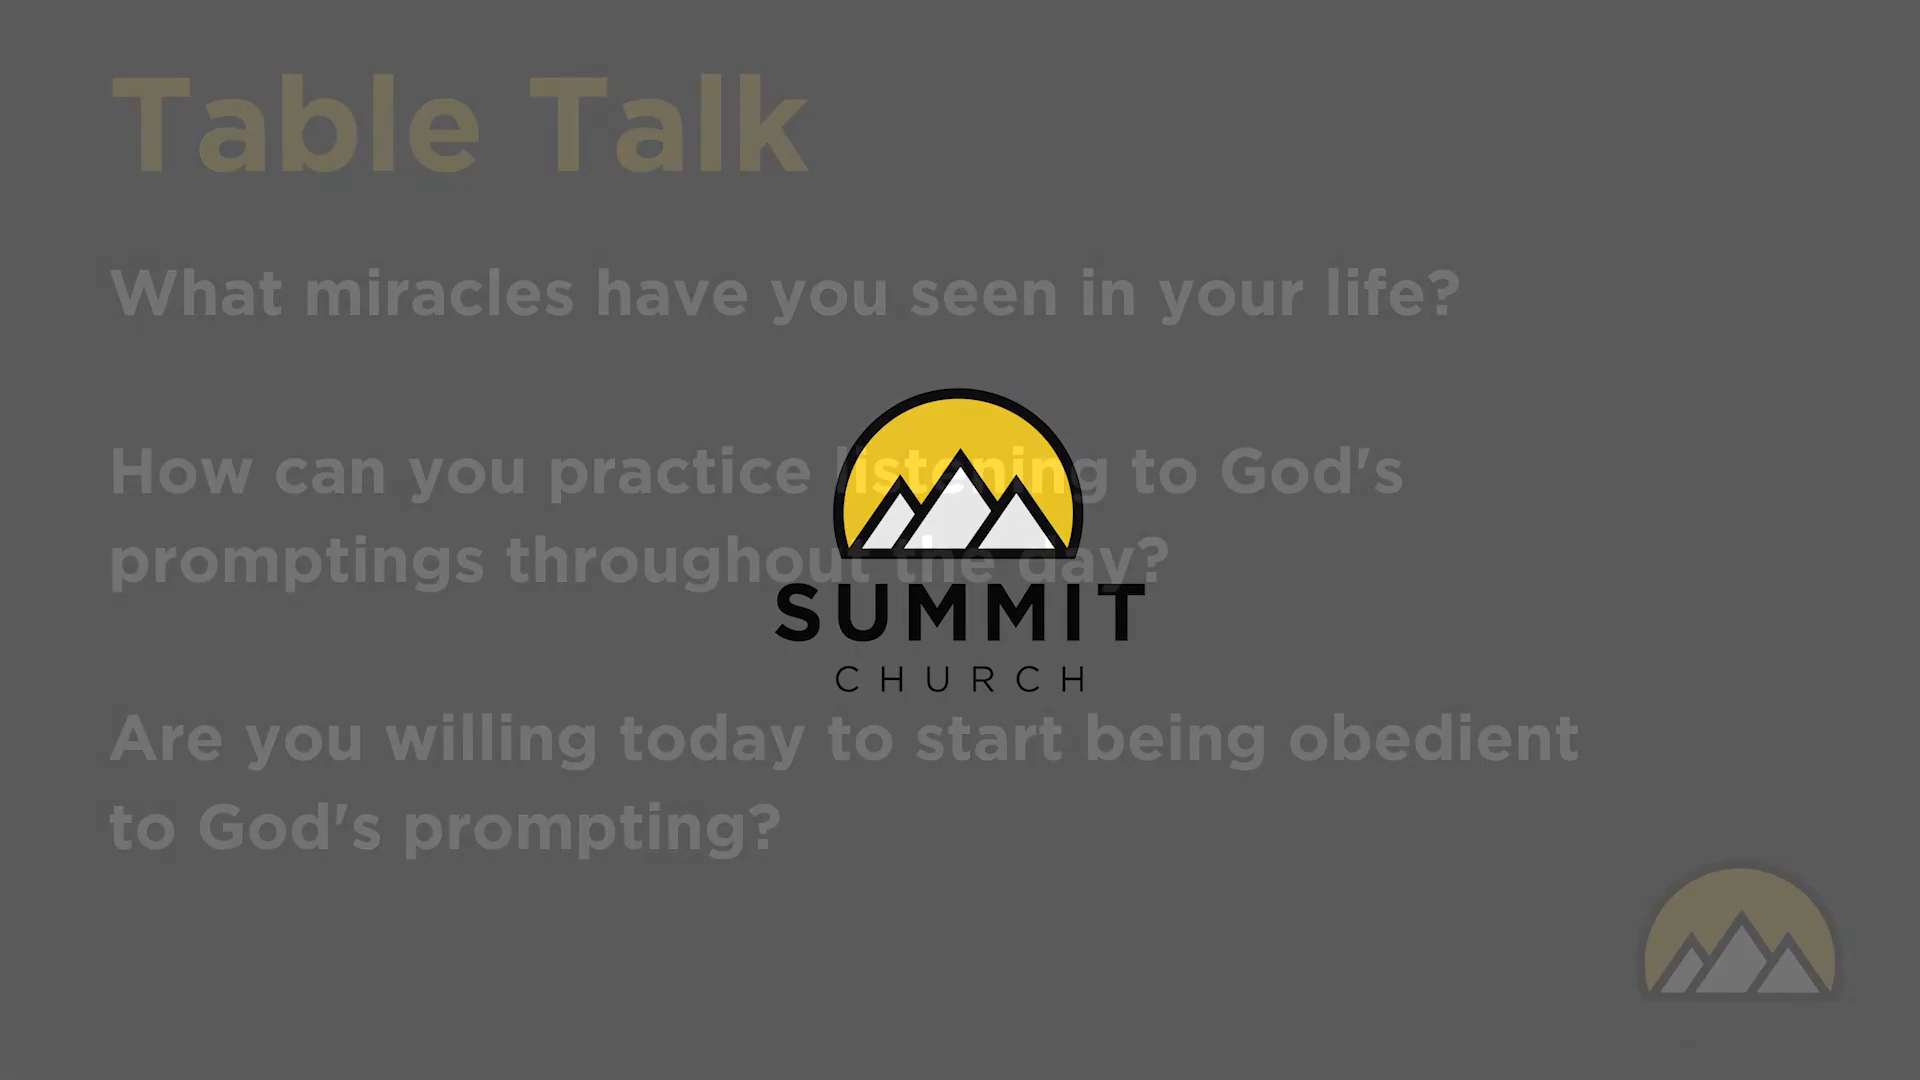 Table Talk
What miracles have you seen in your life?
How can you practice listening to God's
promptings throughout the day?
SUMMIT
CHURCH
Are you willing today to start being obedient
to God's prompting?